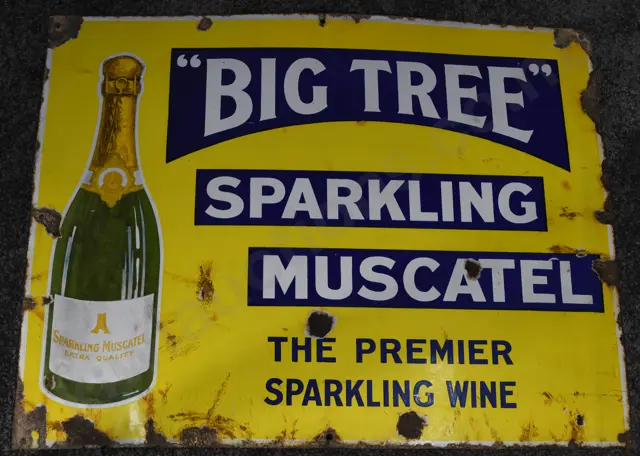 "BIG TREE"
SPARKLING
MUSCATEL
THE PREMIER
SPARKLING WINE
SPARKLING MUSCATEL
EXTRA QUALITY